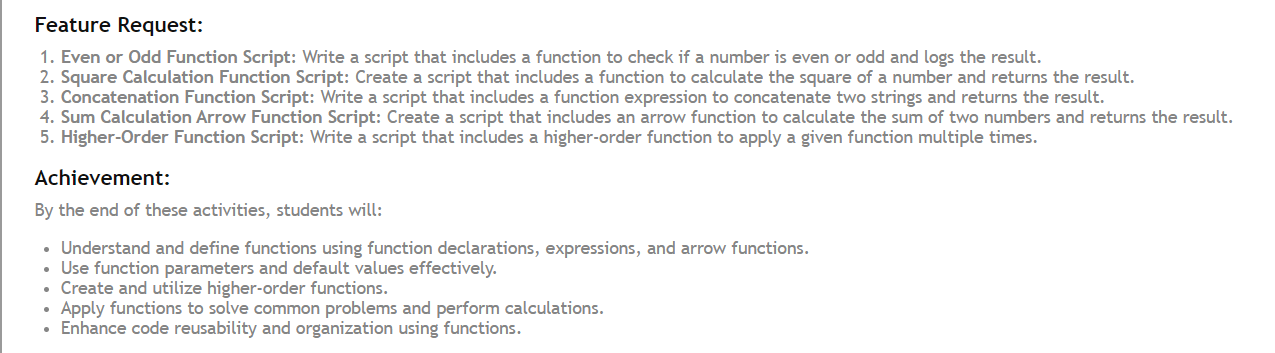 Feature Request:
1. Even or Odd Function Script: Write a script that includes a function to check if a number is even or odd and logs the result.
2. Square Calculation Function Script: Create a script that includes a function to calculate the square of a number and returns the result.
3. Concatenation Function Script: Write a script that includes a function expression to concatenate two strings and returns the result.
4. Sum Calculation Arrow Function Script: Create a script that includes an arrow function to calculate the sum of two numbers and returns the result.
5. Higher-Order Function Script: Write a script that includes a higher-order function to apply a given function multiple times.
Achievement:
By the end of these activities, students will:
• Understand and define functions using function declarations, expressions, and arrow functions.
• Use function parameters and default values effectively.
• Create and utilize higher-order functions.
• Apply functions to solve common problems and perform calculations.
• Enhance code reusability and organization using functions.